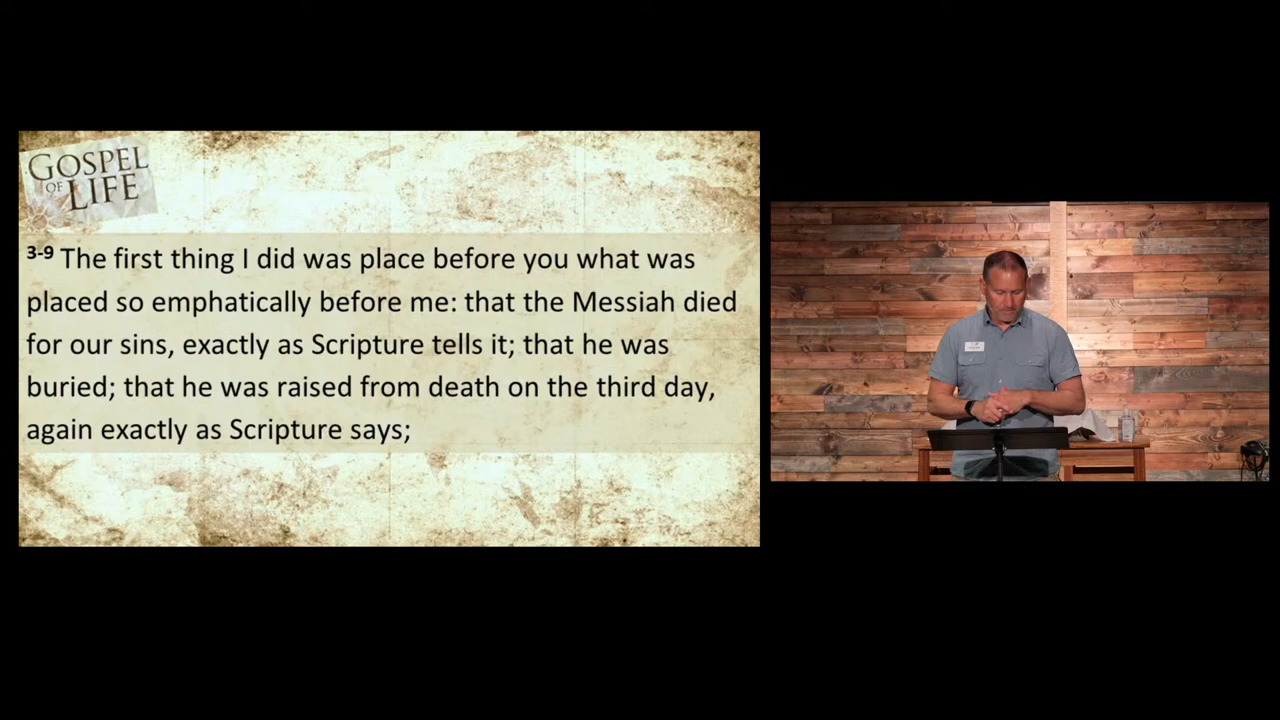 GOSPEL
OF LIFE
3-9 The first thing I did was place before you what was
placed so emphatically before me: that the Messiah died
for our sins, exactly as Scripture tells it; that he was
buried; that he was raised from death on the third day,
again exactly as Scripture says;